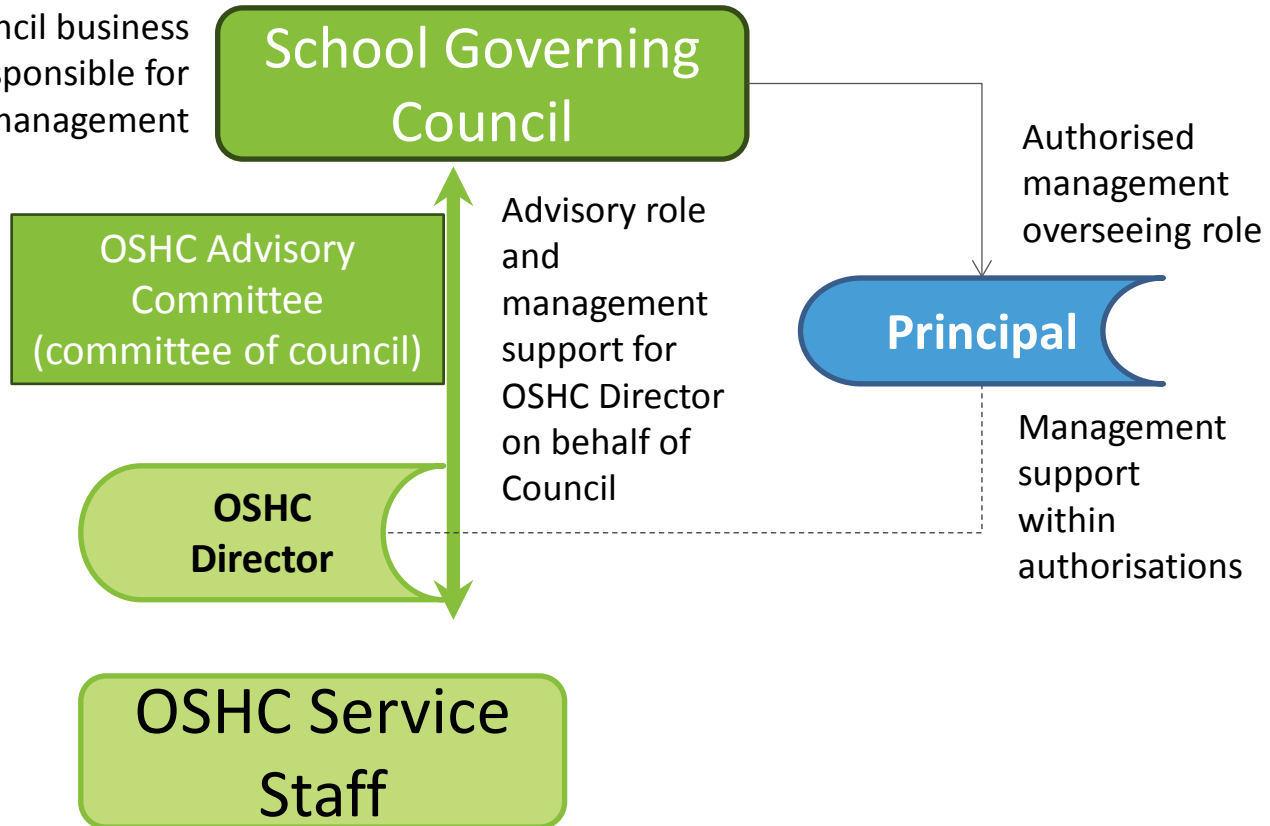 business
for
management
School Governing
Council
Authorised
management
overseeing role
OSHC Advisory
Committee
(committee of council)
Advisory role
and
management
support for
OSHC Director
on behalf of
Council
Principal
Management
support
within
authorisations
OSHC
Director
OSHC Service
Staff